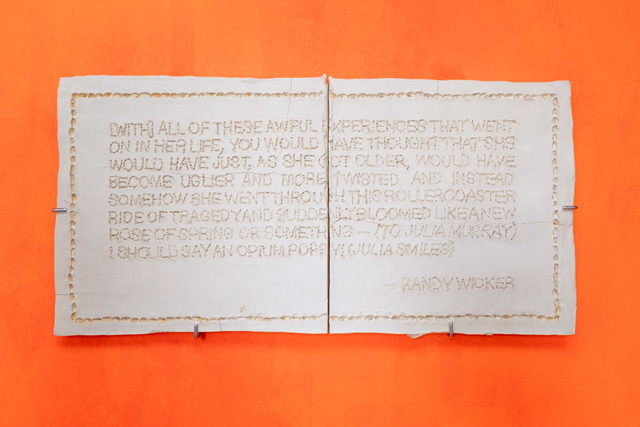 [WITH] ALL OF THESE AWFUL EXPERIENCES THAT WENT
ON IN HER LIFE, YOU WOULD HAVE THOUGHT THAT SHE
WOULD HAVE JUST, AS SHE GOT OLDER, WOULD HAVE
BECOME UGLIER AND MORE TWISTED AND INSTEAD
SOMEHOW SHE WENT THROUGH THIS ROLLERCOASTER
RIDE OF TRAGEDY AND SUDDENLY BLOOMED LIKE A NEW
ROSE OF SPRING OR SOMETHING — (TO JULIA MURRAY)
I SHOULD SAY AN OPIUM POPPY! (JULIA SMILES)
— RANDY WICKER